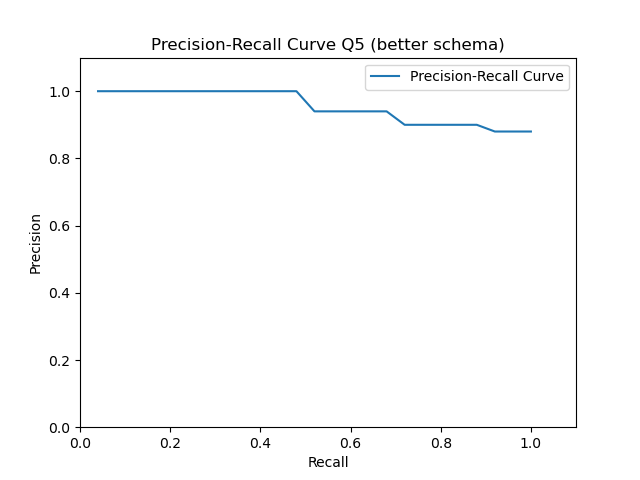 Precision-Recall Curve Q5 (better schema)
Precision-Recall Curve
1.0
0.8
0.6
0.4
0.2
0.0
Precision
0.0 0.2 0.4 0.6 0.8 1.0
Recall